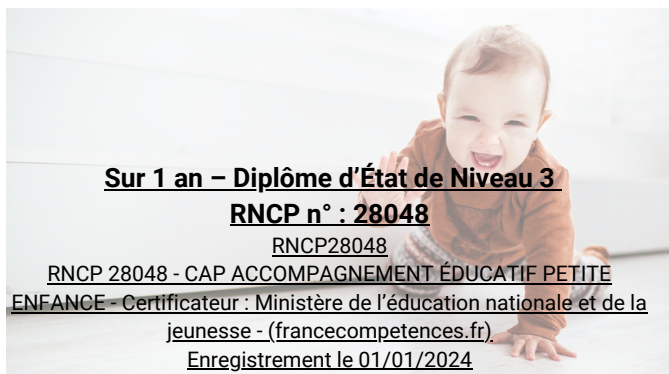 Sur 1 an – Diplôme d’État de Niveau 3
RNCP n° : 28048
RNCP28048
RNCP 28048 - CAP ACCOMPAGNEMENT ÉDUCATIF PETITE
ENFANCE - Certificateur : Ministère de l’éducation nationale et de la
jeunesse - (francecompetences.fr)
Enregistrement le 01/01/2024